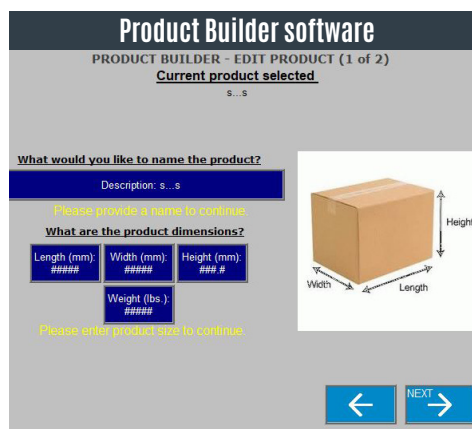 Product Builder software
PRODUCT BUILDER - EDIT PRODUCT (1 of 2)
Current product selected
s...s
What would you like to name the product?
Description: s...s
Please provide a name to continue.
What are the product dimensions?
Length (mm):
#####
Width (mm):
#####
Height (mm):
###.#
Weight (lbs.):
#####
Please enter product size to continue.
Height
Width
Length
NEXT